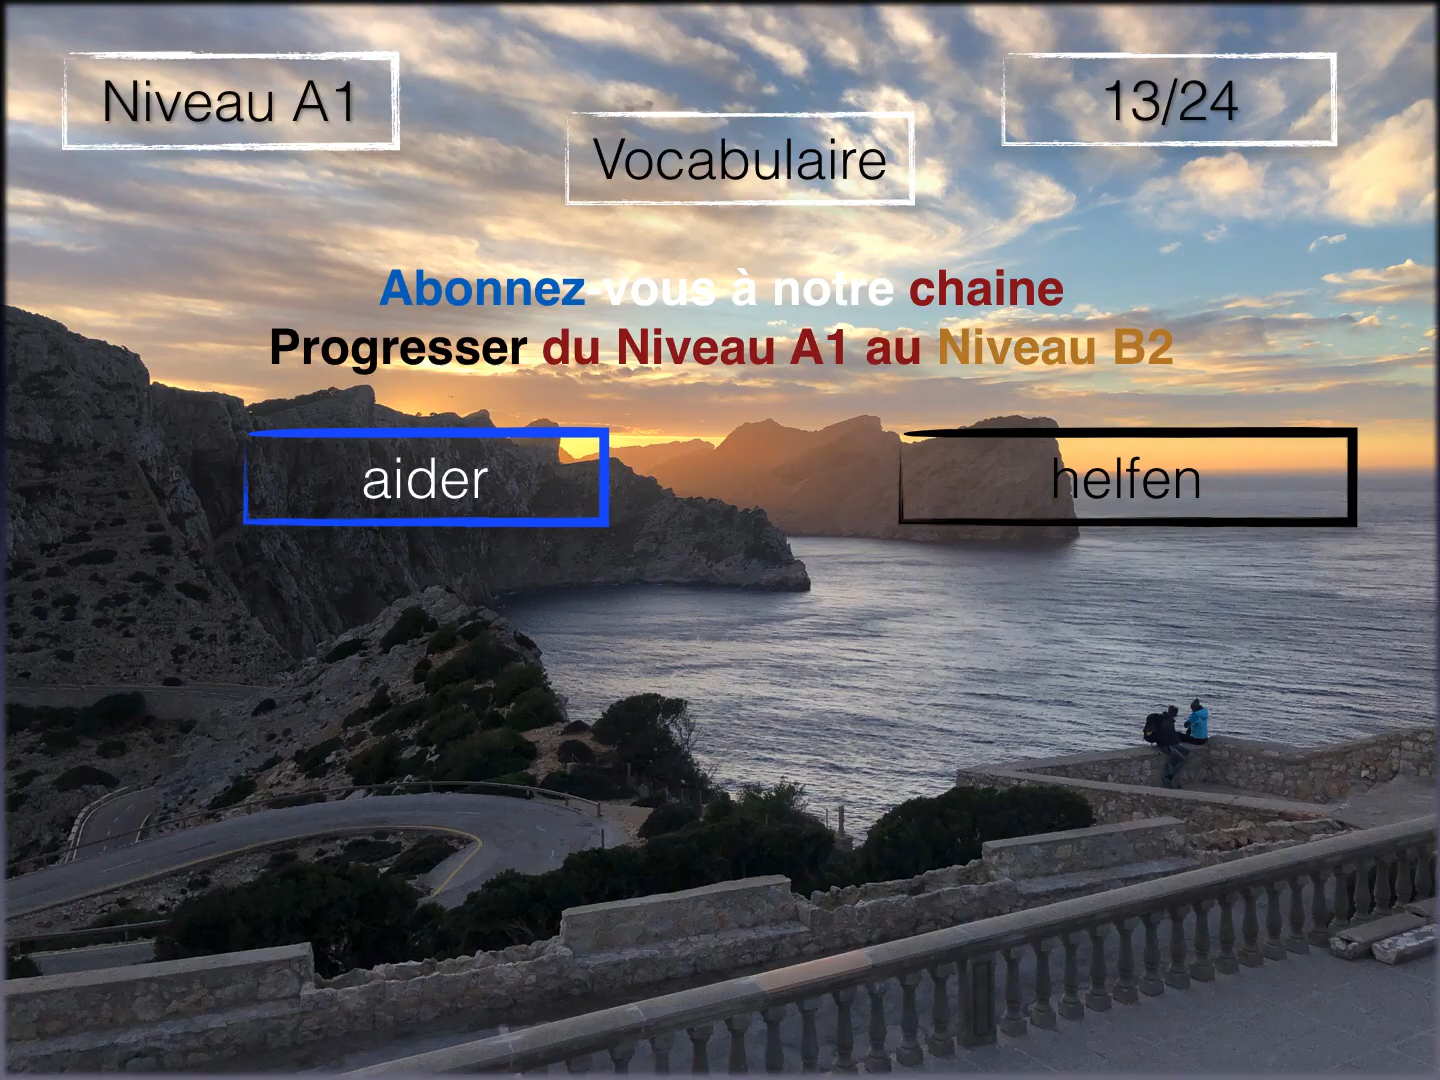 Niveau A1
13/24
Vocabulaire
Abonnez-vous à notre chaine
Progresser du Niveau A1 au Niveau B2
aider
helfen